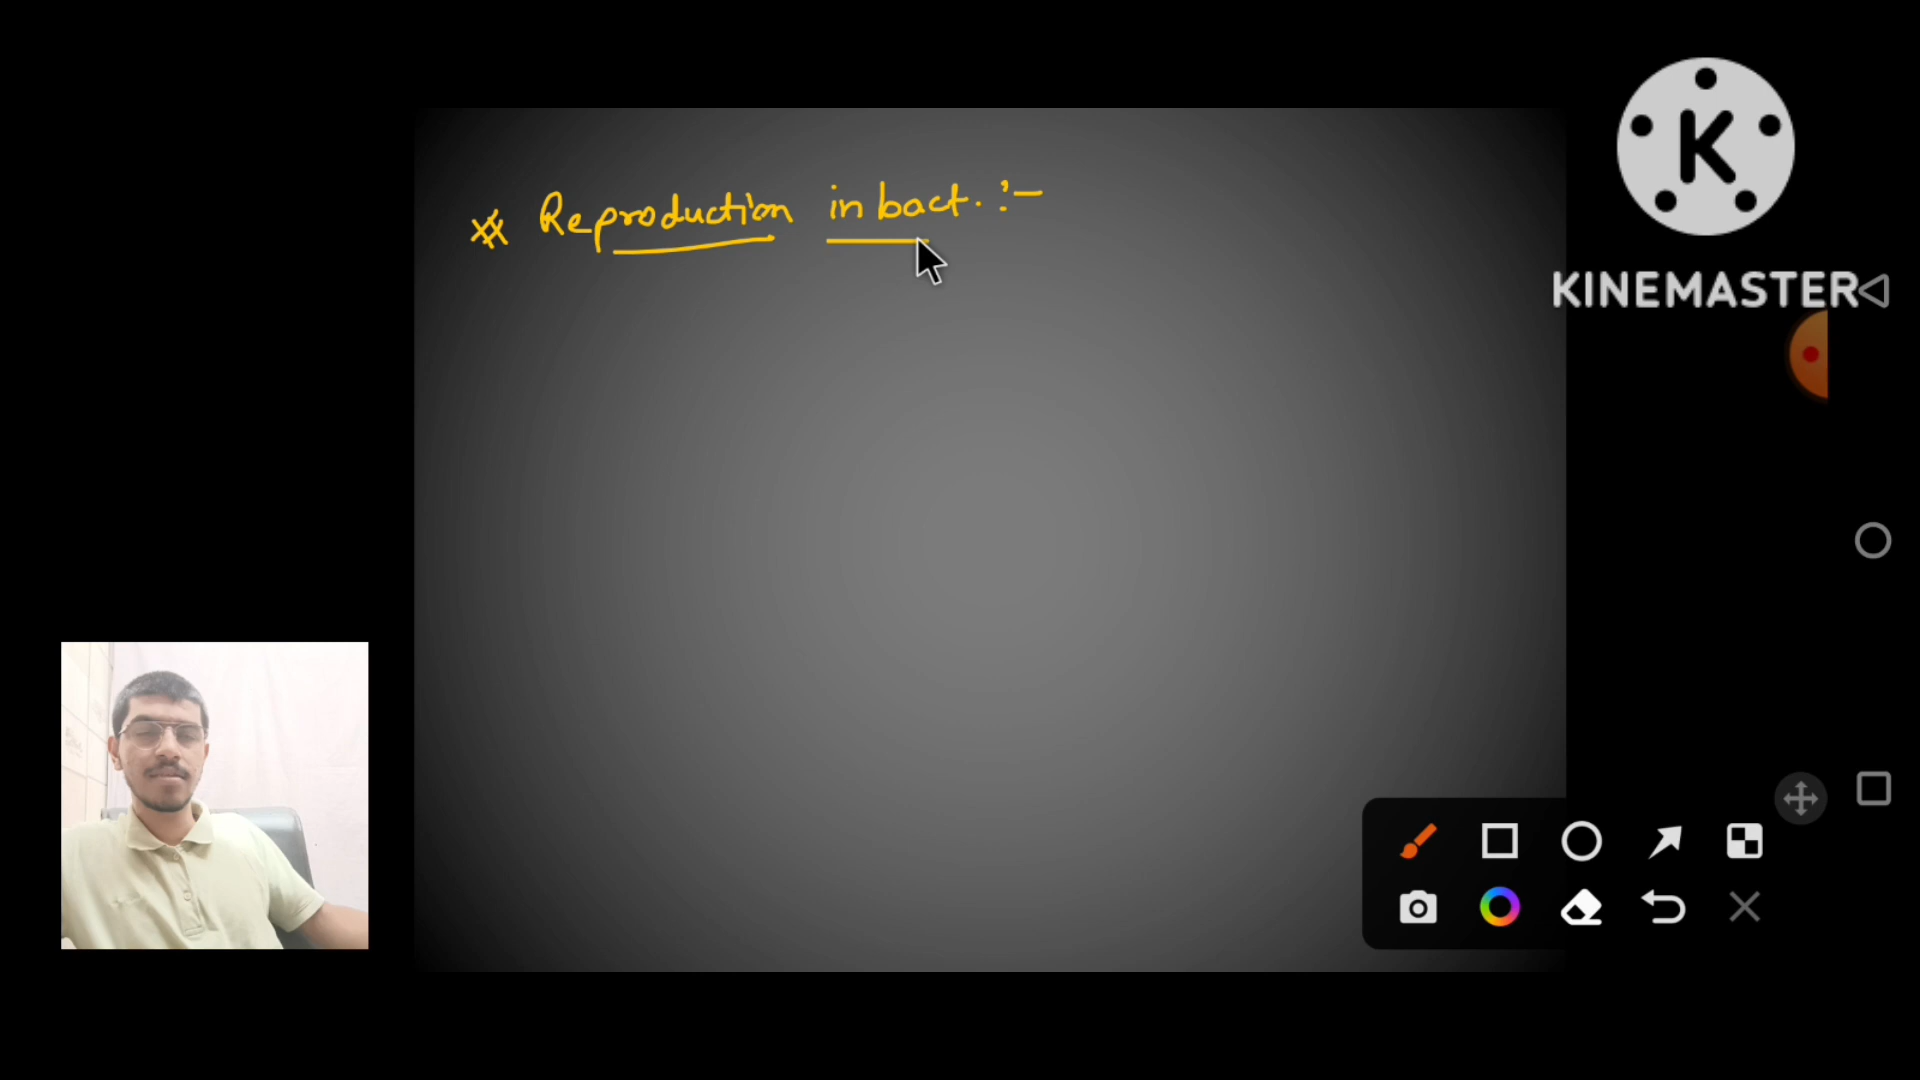 ※ Reproduction in bact. :-
K
KINEMASTER